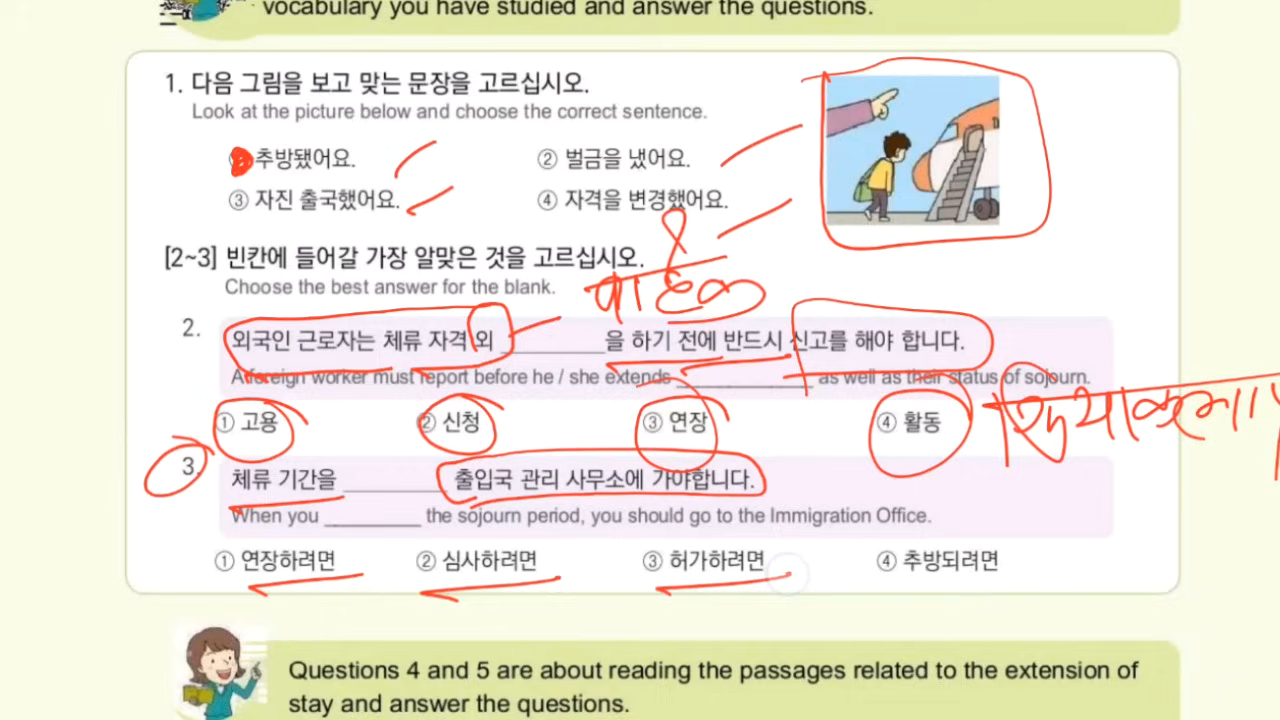 vocabulary you have studied and answer the questions.
1. 다음 그림을 보고 맞는 문장을 고르십시오.
Look at the picture below and choose the correct sentence.
추방됐어요. ② 벌금을 냈어요.
③ 자진 출국했어요. ④ 자격을 변경했어요.
[2~3] 빈칸에 들어갈 가장 알맞은 것을 고르십시오.
Choose the best answer for the blank.
2. 외국인 근로자는 체류 자격 외 ________을 하기 전에 반드시 신고를 해야 합니다.
A foreign worker must report before he / she extends ________ as well as their status of sojourn.
① 고용 ② 신청 ③ 연장 ④ 활동
3. 체류 기간을 ________ 출입국 관리 사무소에 가야합니다.
When you ________ the sojourn period, you should go to the Immigration Office.
① 연장하려면 ② 심사하려면 ③ 허가하려면 ④ 추방되려면
Questions 4 and 5 are about reading the passages related to the extension of
stay and answer the questions.